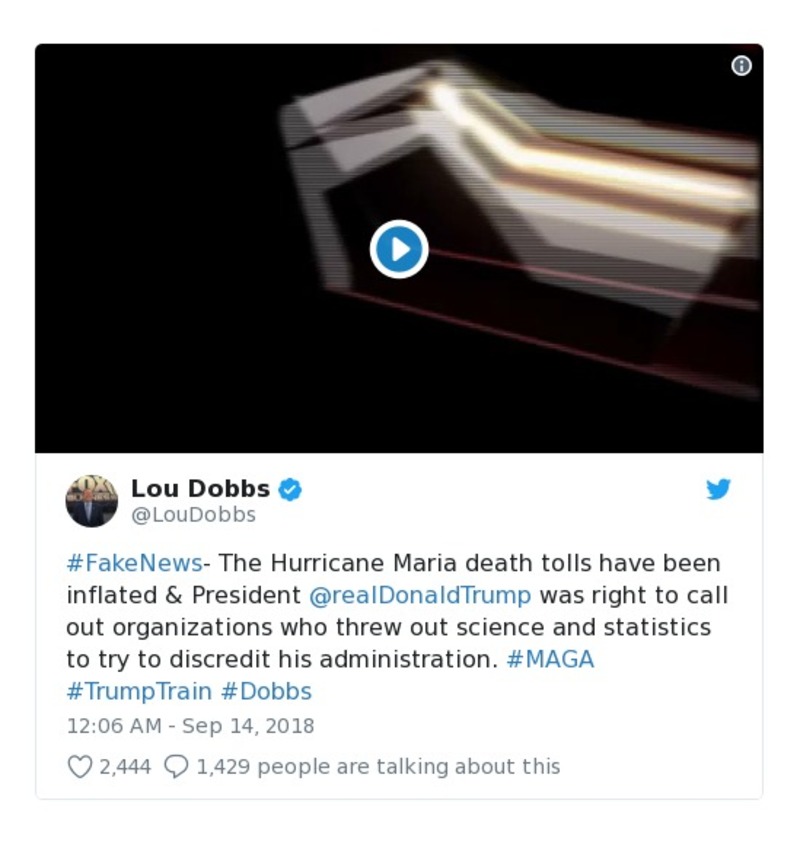 Lou Dobbs
@LouDobbs
#FakeNews- The Hurricane Maria death tolls have been
inflated & President @realDonaldTrump was right to call
out organizations who threw out science and statistics
to try to discredit his administration. #MAGA
#TrumpTrain #Dobbs
12:06 AM - Sep 14, 2018
2,444 1,429 people are talking about this